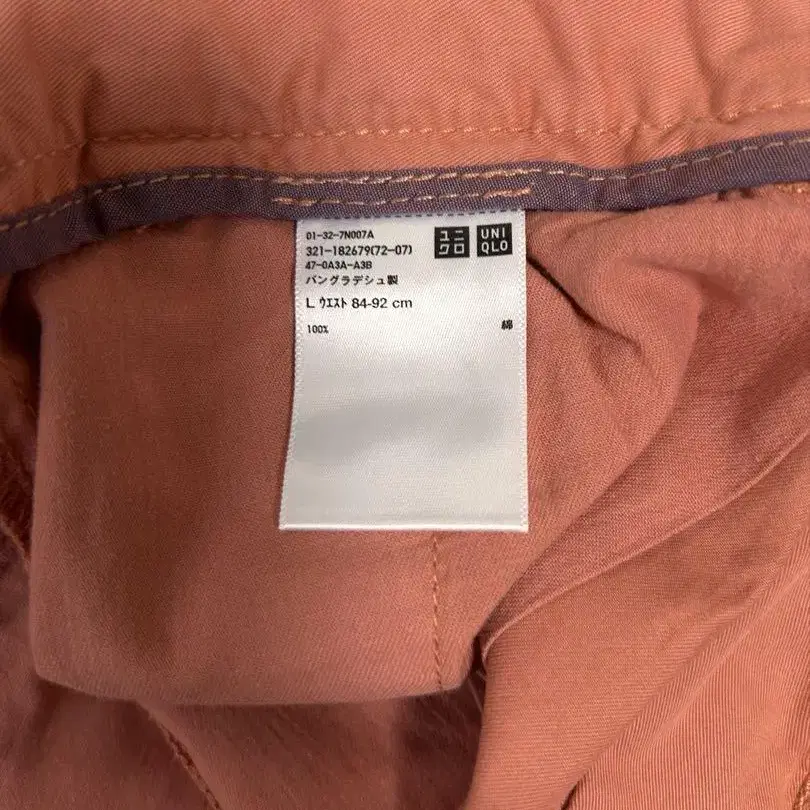 01-32-7N007A
321-182679(72-07)
47-0A3A-A3B
バングラデシュ製
ユニ
クロ
UNI
QLO
L ウエスト 84-92 cm
100% 綿